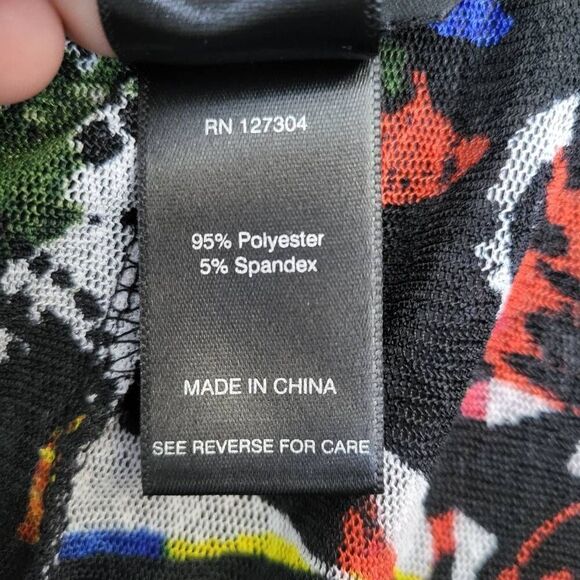 RN 127304
95% Polyester
5% Spandex
MADE IN CHINA
SEE REVERSE FOR CARE